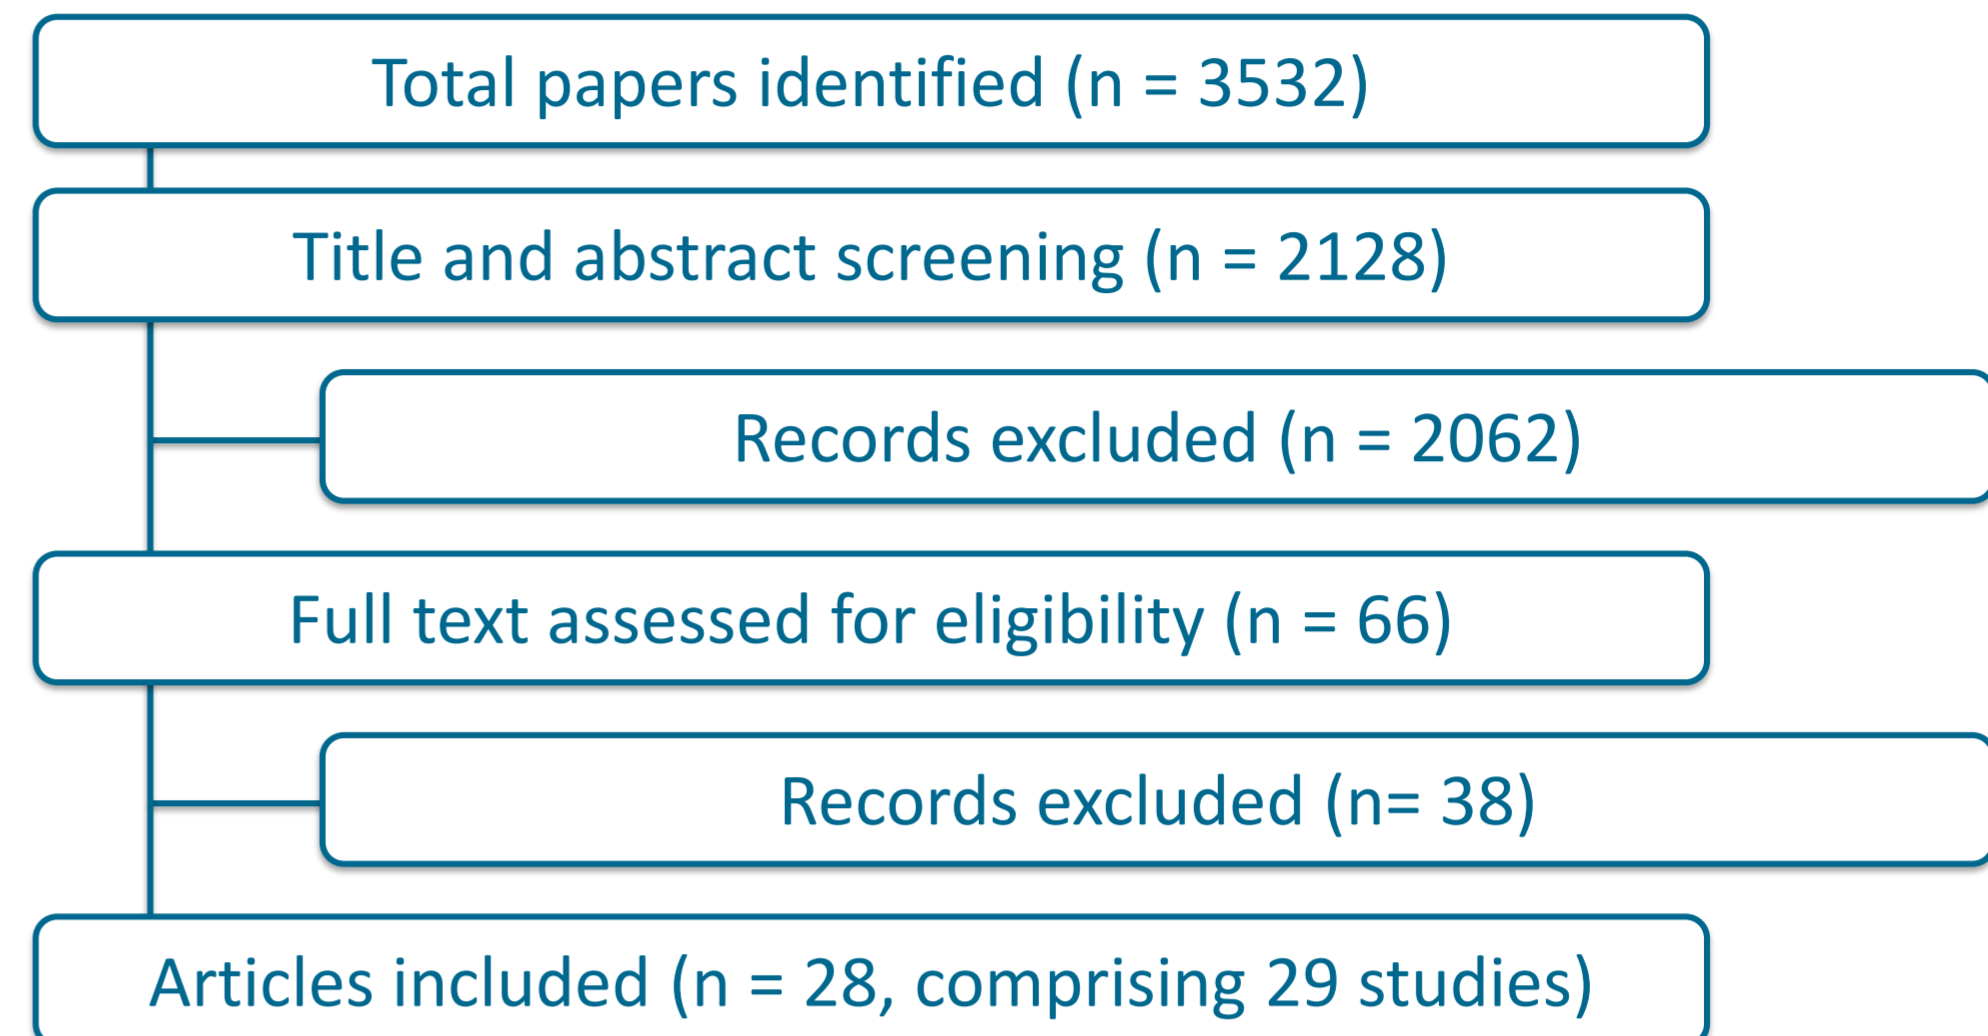 Total papers identified (n = 3532)
Title and abstract screening (n = 2128)
Records excluded (n = 2062)
Full text assessed for eligibility (n = 66)
Records excluded (n= 38)
Articles included (n = 28, comprising 29 studies)